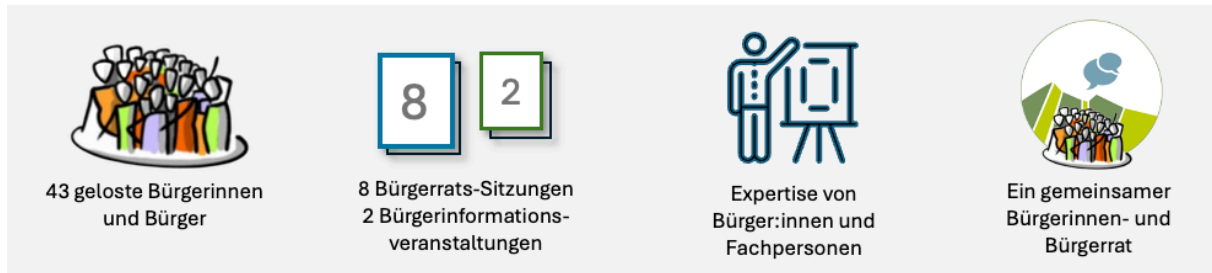 8
2
43 geloste Bürgerinnen
und Bürger
8 Bürgerrats-Sitzungen
2 Bürgerinformations-
veranstaltungen
Expertise von
Bürger:innen und
Fachpersonen
Ein gemeinsamer
Bürgerinnen- und
Bürgerrat